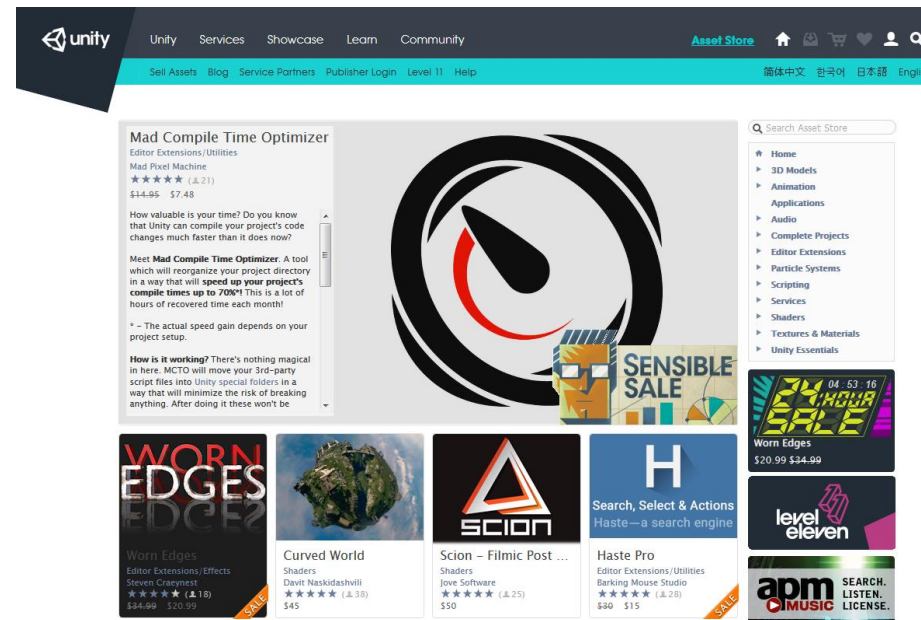 unity
Unity Services Showcase Learn Community
Asset Store
Sell Assets Blog Service Partners Publisher Login Level 11 Help
简体中文 한국어 日本語 Engli
Mad Compile Time Optimizer
Editor Extensions/Utilities
Mad Pixel Machine
★★★★★ (21)
$14.95 $7.48
How valuable is your time? Do you know
that Unity can compile your project's code
changes much faster than it does now?
Meet Mad Compile Time Optimizer. A tool
which will reorganize your project directory
in a way that will speed up your project's
compile times up to 70%*! This is a lot of
hours of recovered time each month!
* - The actual speed gain depends on your
project setup.
How is it working? There's nothing magical
in here. MCTO will move your 3rd-party
script files into Unity special folders in a
way that will minimize the risk of breaking
anything. After doing it these won't be
SENSIBLE
SALE
Search Asset Store
Home
3D Models
Animation
Applications
Audio
Complete Projects
Editor Extensions
Particle Systems
Scripting
Services
Shaders
Textures & Materials
Unity Essentials
04 : 53 : 16
24 HOUR
SALE
Worn Edges
$20.99 $34.99
level
eleven
apm
MUSIC
SEARCH.
LISTEN.
LICENSE.
WORN
EDGES
Worn Edges
Editor Extensions/Effects
Steven Craeynest
★★★★★ (18)
$34.99 $20.99
SALE
Curved World
Shaders
Davit Naskidashvili
★★★★★ (38)
$45
SCION
Scion - Filmic Post ...
Shaders
Jove Software
★★★★★ (25)
$50
H
Search, Select & Actions
Haste—a search engine
Haste Pro
Editor Extensions/Utilities
Barking Mouse Studio
★★★★★ (28)
$30 $15
SALE